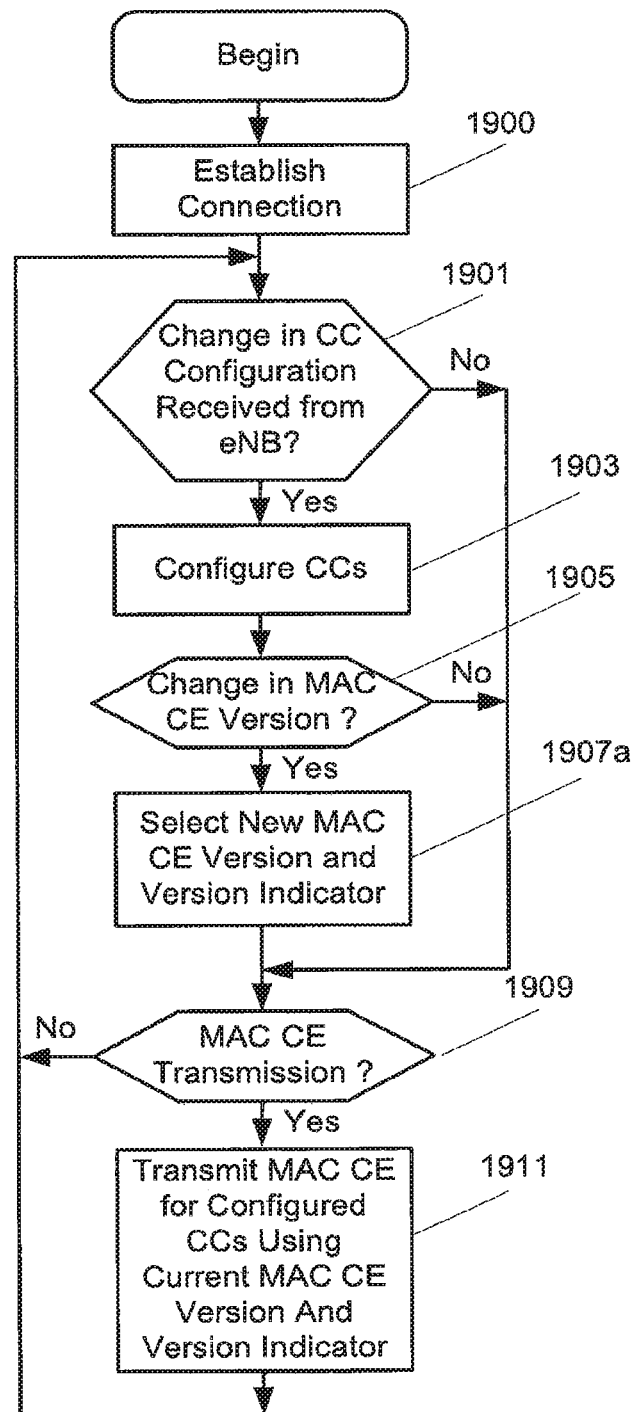 Begin
1900
Establish
Connection
1901
Change in CC
Configuration
Received from
eNB?
No
Yes
1903
Configure CCs
1905
Change in MAC
CE Version ?
No
Yes
1907a
Select New MAC
CE Version and
Version Indicator
1909
No
MAC CE
Transmission ?
Yes
1911
Transmit MAC CE
for Configured
CCs Using
Current MAC CE
Version And
Version Indicator